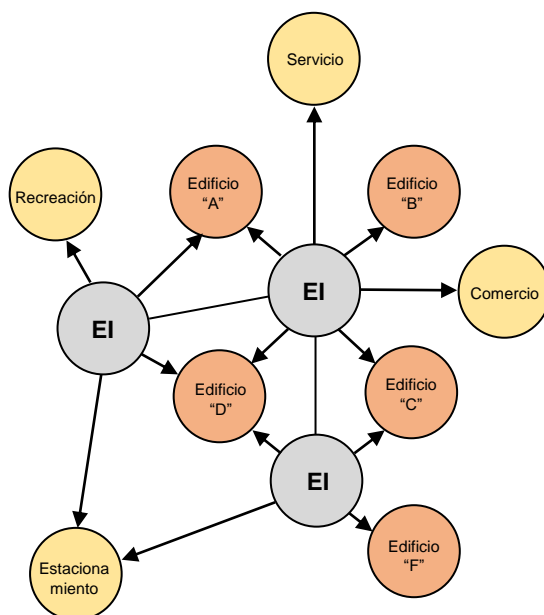 Servicio
Recreación
Edificio
“A”
Edificio
“B”
EI
Comercio
EI
Edificio
“D”
Edificio
“C”
EI
Edificio
“F”
Estaciona
miento